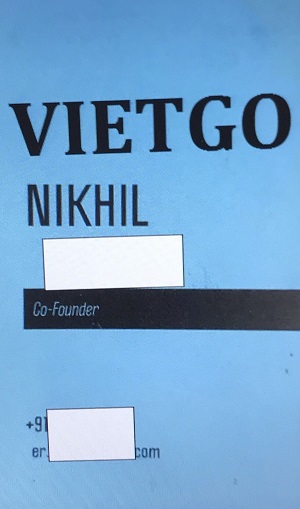 VIETGO
NIKHIL
Co-Founder
+91
er. com